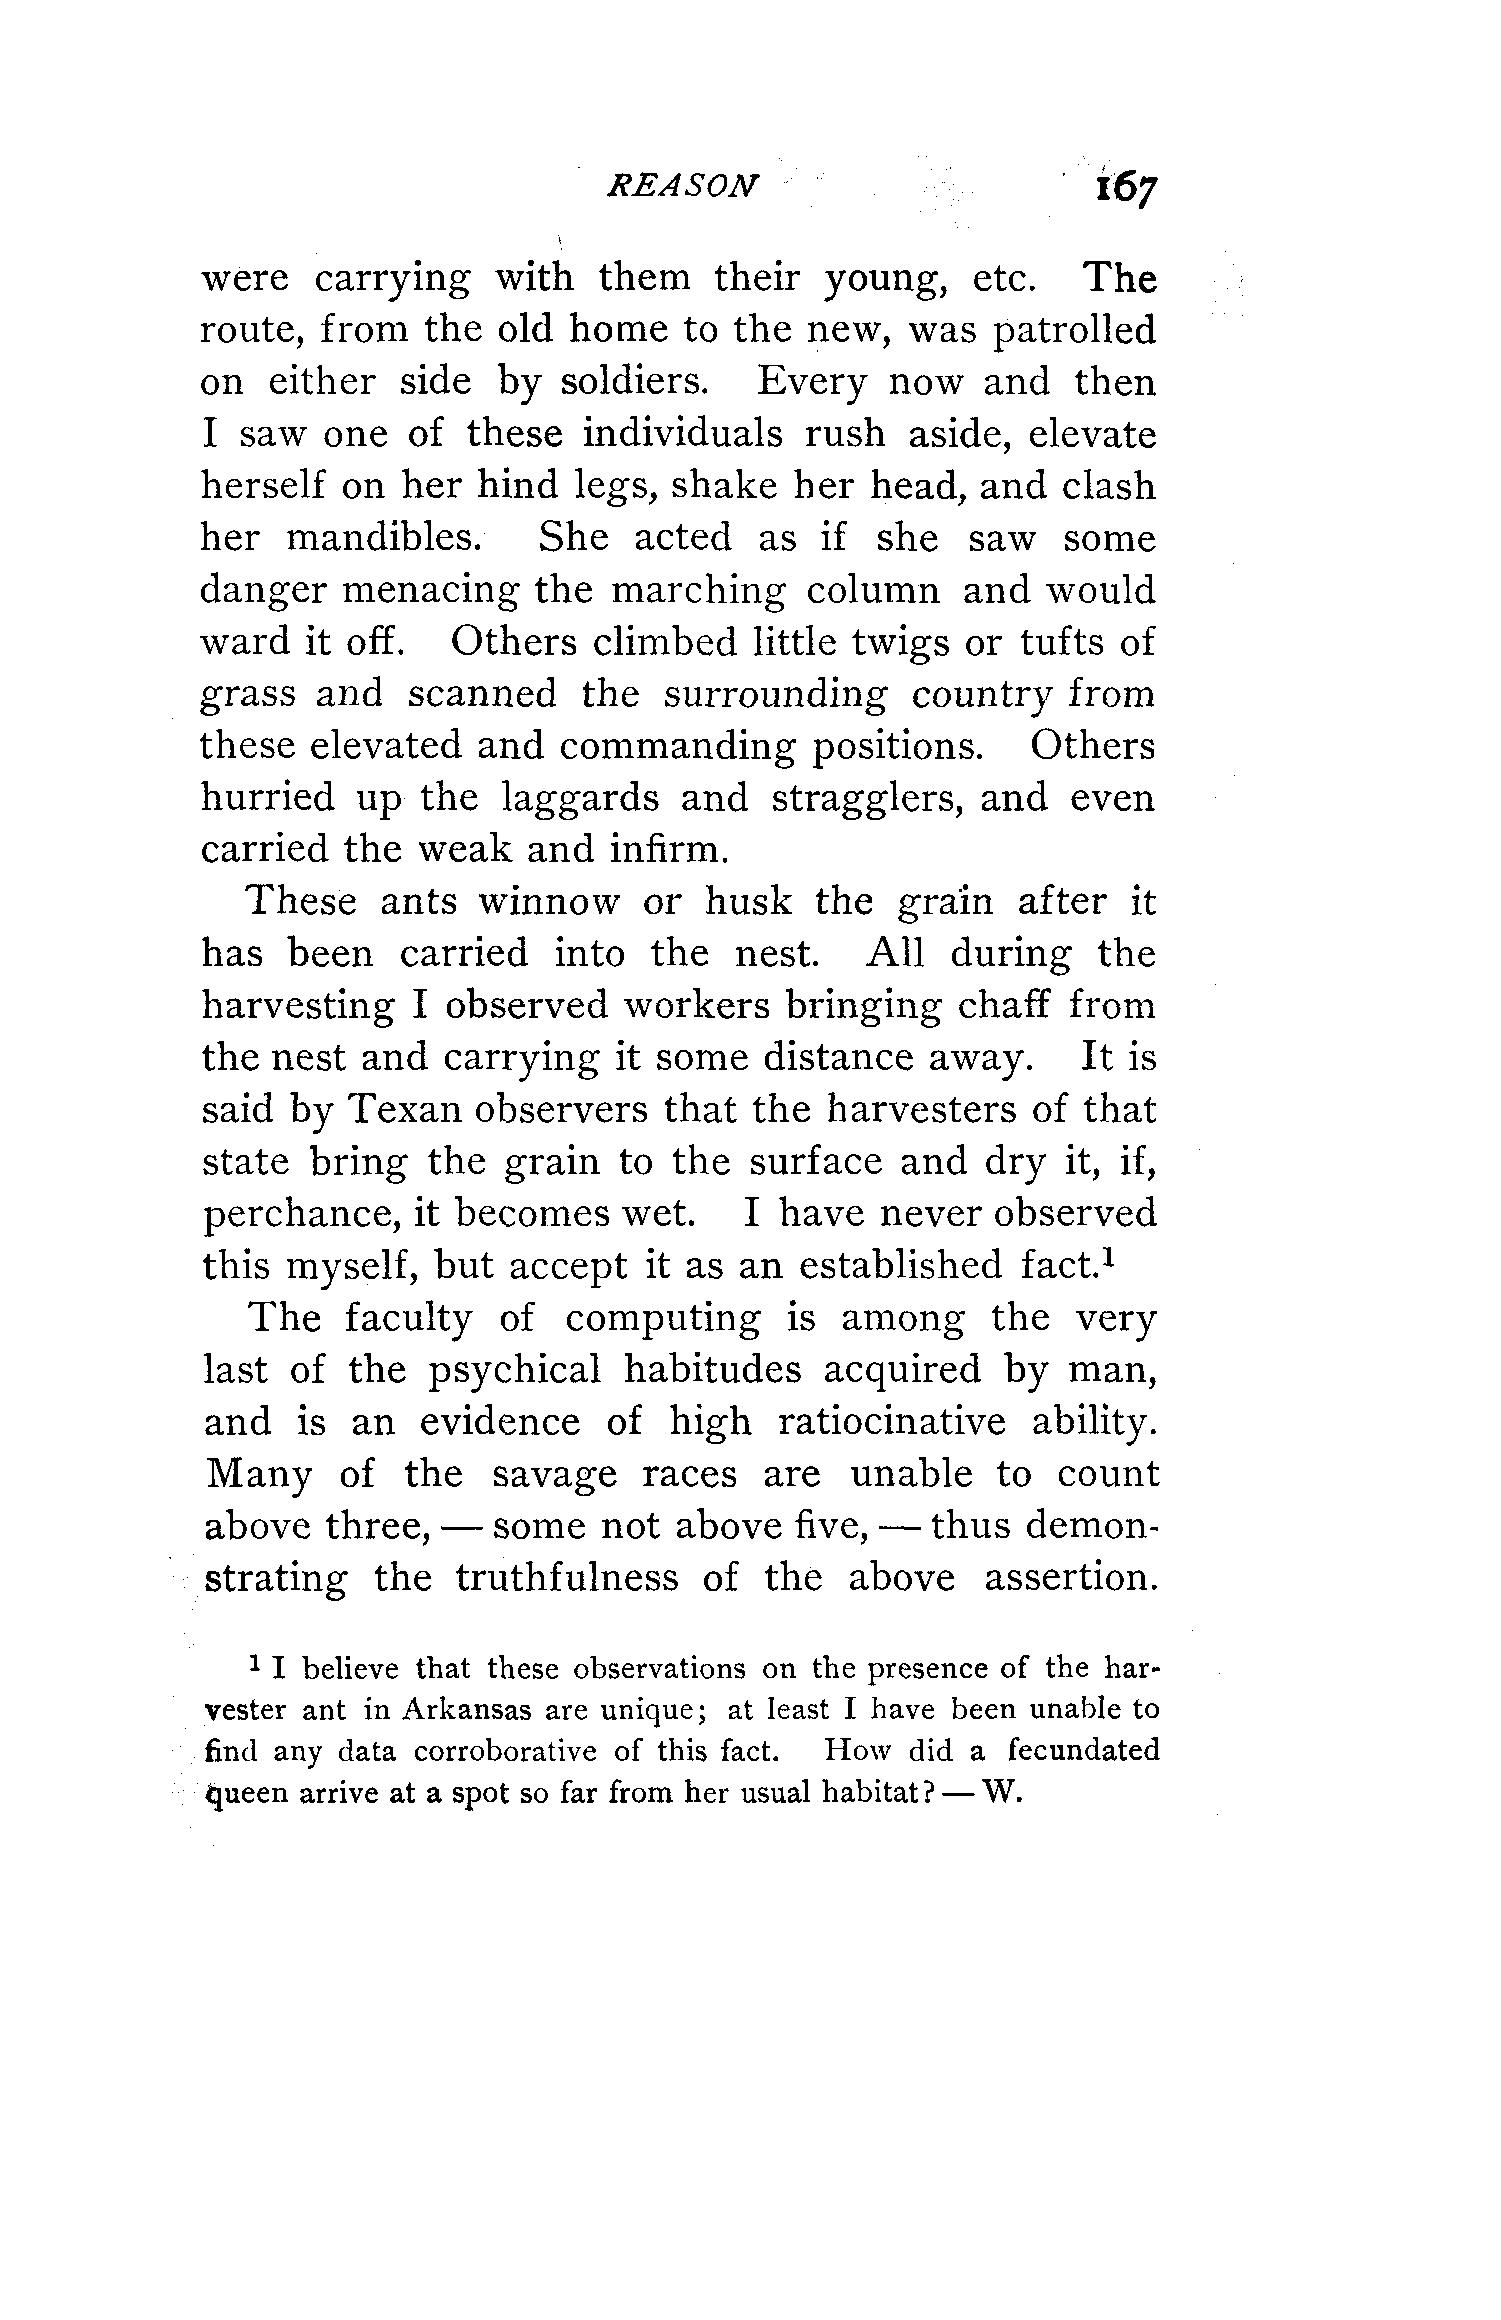 REASON 167
were carrying with them their young, etc. The
route, from the old home to the new, was patrolled
on either side by soldiers. Every now and then
I saw one of these individuals rush aside, elevate
herself on her hind legs, shake her head, and clash
her mandibles. She acted as if she saw some
danger menacing the marching column and would
ward it off. Others climbed little twigs or tufts of
grass and scanned the surrounding country from
these elevated and commanding positions. Others
hurried up the laggards and stragglers, and even
carried the weak and infirm.
These ants winnow or husk the grain after it
has been carried into the nest. All during the
harvesting I observed workers bringing chaff from
the nest and carrying it some distance away. It is
said by Texan observers that the harvesters of that
state bring the grain to the surface and dry it, if,
perchance, it becomes wet. I have never observed
this myself, but accept it as an established fact.¹
The faculty of computing is among the very
last of the psychical habitudes acquired by man,
and is an evidence of high ratiocinative ability.
Many of the savage races are unable to count
above three, — some not above five, — thus demon-
strating the truthfulness of the above assertion.
¹ I believe that these observations on the presence of the har-
vester ant in Arkansas are unique; at least I have been unable to
find any data corroborative of this fact. How did a fecundated
queen arrive at a spot so far from her usual habitat? — W.